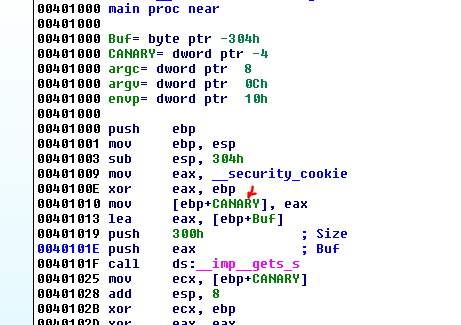 00401000 main proc near
00401000
00401000 Buf= byte ptr -304h
00401000 CANARY= dword ptr -4
00401000 argc= dword ptr  8
00401000 argv= dword ptr  0Ch
00401000 envp= dword ptr  10h
00401000
00401000 push    ebp
00401001 mov     ebp, esp
00401003 sub     esp, 304h
00401009 mov     eax, __security_cookie
0040100E xor     eax, ebp
00401010 mov     [ebp+CANARY], eax
00401013 lea     eax, [ebp+Buf]
00401019 push    300h            ; Size
0040101E push    eax             ; Buf
0040101F call    ds:__imp__gets_s
00401025 mov     ecx, [ebp+CANARY]
00401028 add     esp, 8
0040102B xor     ecx, ebp
0040102D xor     eax, eax